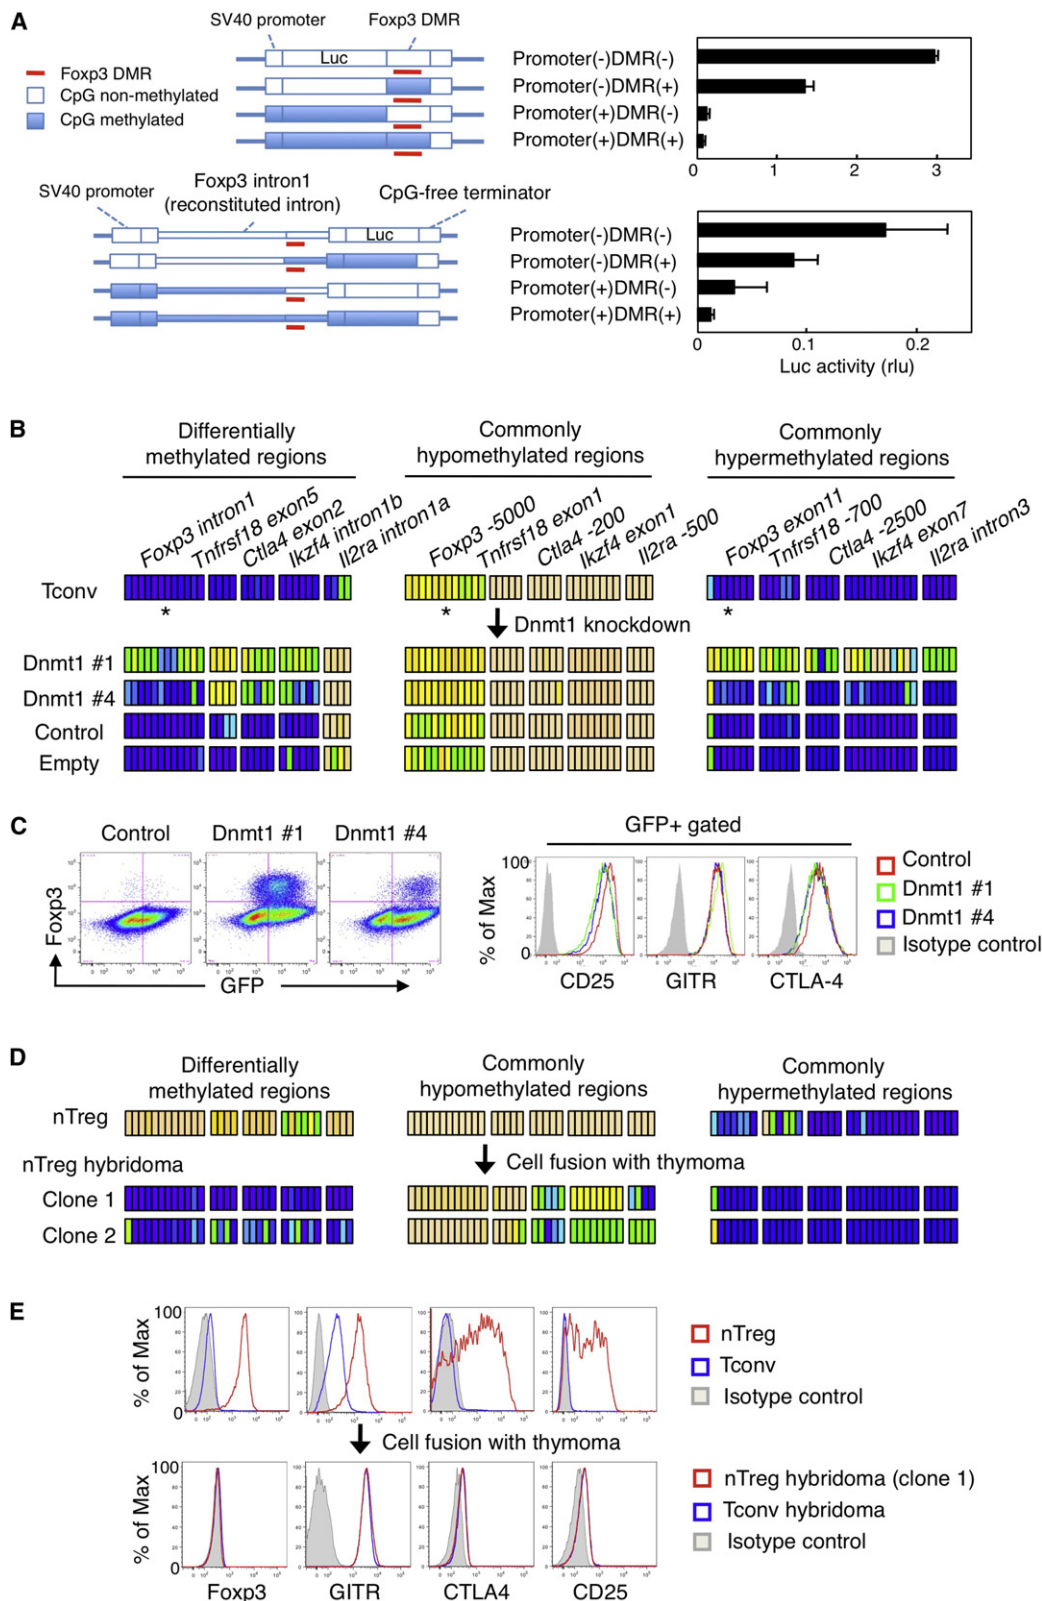 A
SV40 promoter
Foxp3 DMR
Luc
Foxp3 DMR
CpG non-methylated
CpG methylated
Promoter(-)DMR(-)
Promoter(-)DMR(+)
Promoter(+)DMR(-)
Promoter(+)DMR(+)
0 1 2 3
SV40 promoter
Foxp3 intron1
(reconstituted intron)
CpG-free terminator
Luc
Promoter(-)DMR(-)
Promoter(-)DMR(+)
Promoter(+)DMR(-)
Promoter(+)DMR(+)
0 0.1 0.2
Luc activity (rlu)
B
Differentially
methylated regions
Commonly
hypomethylated regions
Commonly
hypermethylated regions
Foxp3 intron1
Tnfrsf18 exon5
Ctla4 exon2
Ikzf4 intron1b
Il2ra intron1a
Foxp3 -5000
Tnfrsf18 exon1
Ctla4 -200
Ikzf4 exon1
Il2ra -500
Foxp3 exon11
Tnfrsf18 -700
Ctla4 -2500
Ikzf4 exon7
Il2ra intron3
Tconv
* * *
Dnmt1 knockdown
Dnmt1 #1
Dnmt1 #4
Control
Empty
C
Control
Dnmt1 #1
Dnmt1 #4
Foxp3
GFP
GFP+ gated
% of Max
100
0
CD25
GITR
CTLA-4
Control
Dnmt1 #1
Dnmt1 #4
Isotype control
D
Differentially
methylated regions
Commonly
hypomethylated regions
Commonly
hypermethylated regions
nTreg
nTreg hybridoma
Cell fusion with thymoma
Clone 1
Clone 2
E
% of Max
100
0
nTreg
Tconv
Isotype control
Cell fusion with thymoma
% of Max
100
0
nTreg hybridoma (clone 1)
Tconv hybridoma
Isotype control
Foxp3
GITR
CTLA4
CD25